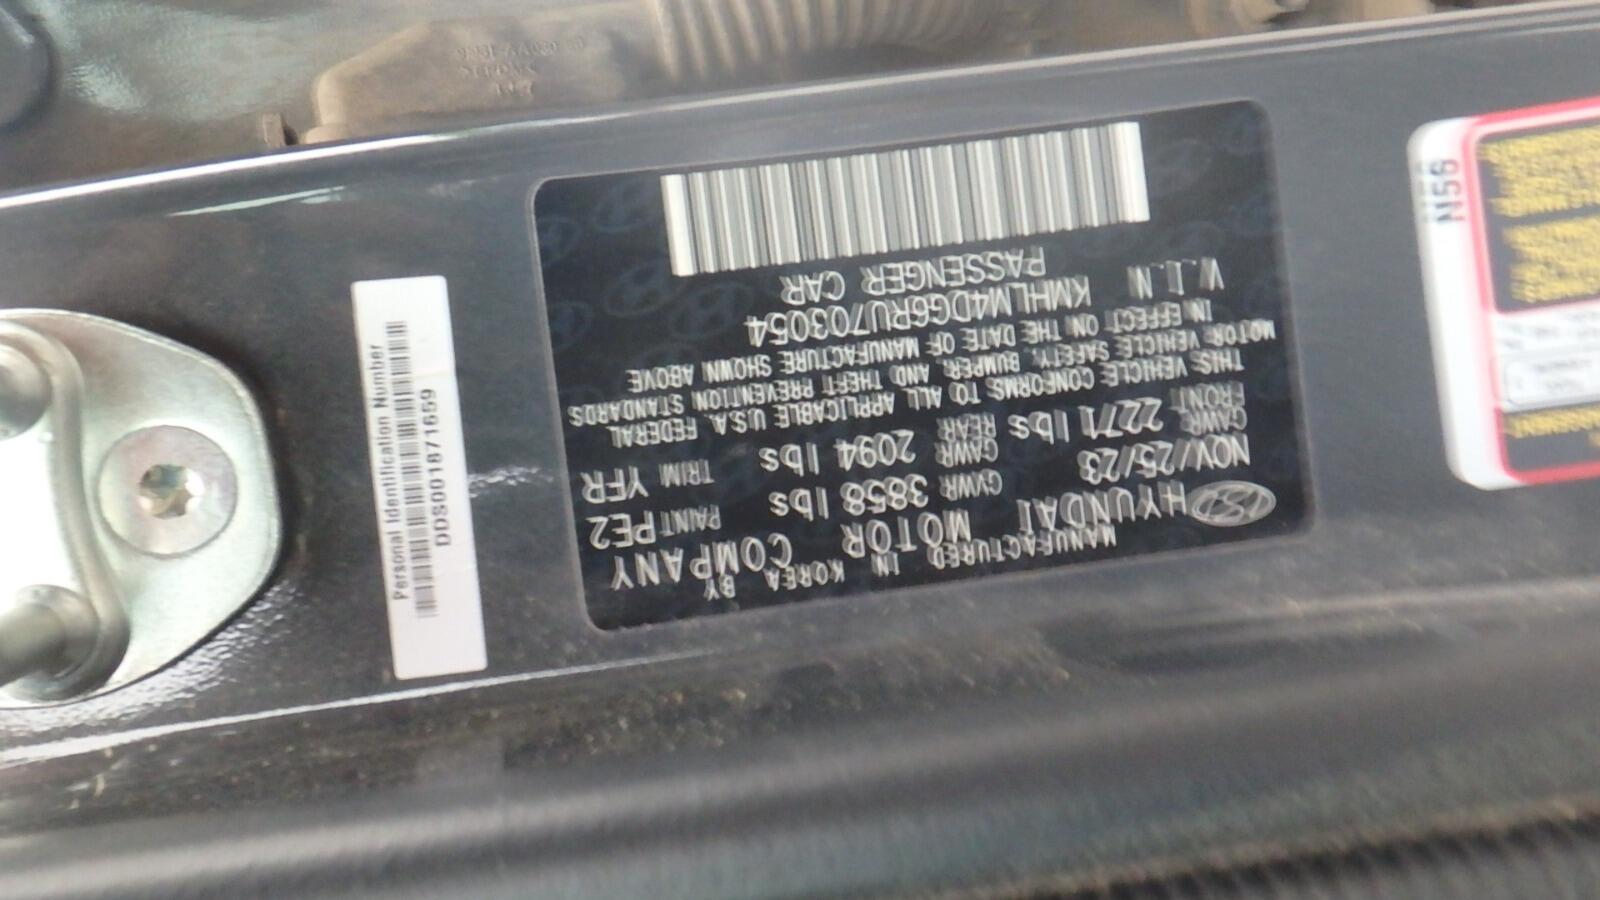 MANUFACTURED IN KOREA BY
HYUNDAI MOTOR COMPANY
NOV/25/23 GVWR 3858 lbs PAINT PE2
GAWR FRONT 2271 lbs GAWR REAR 2094 lbs TRIM YFR
THIS VEHICLE CONFORMS TO ALL APPLICABLE U.S.A. FEDERAL
MOTOR VEHICLE SAFETY, BUMPER, AND THEFT PREVENTION STANDARDS
IN EFFECT ON THE DATE OF MANUFACTURE SHOWN ABOVE
V.I.N KMHLM4DG6RU703054
PASSENGER CAR
Personal Identification Number
DDS001871659
N56